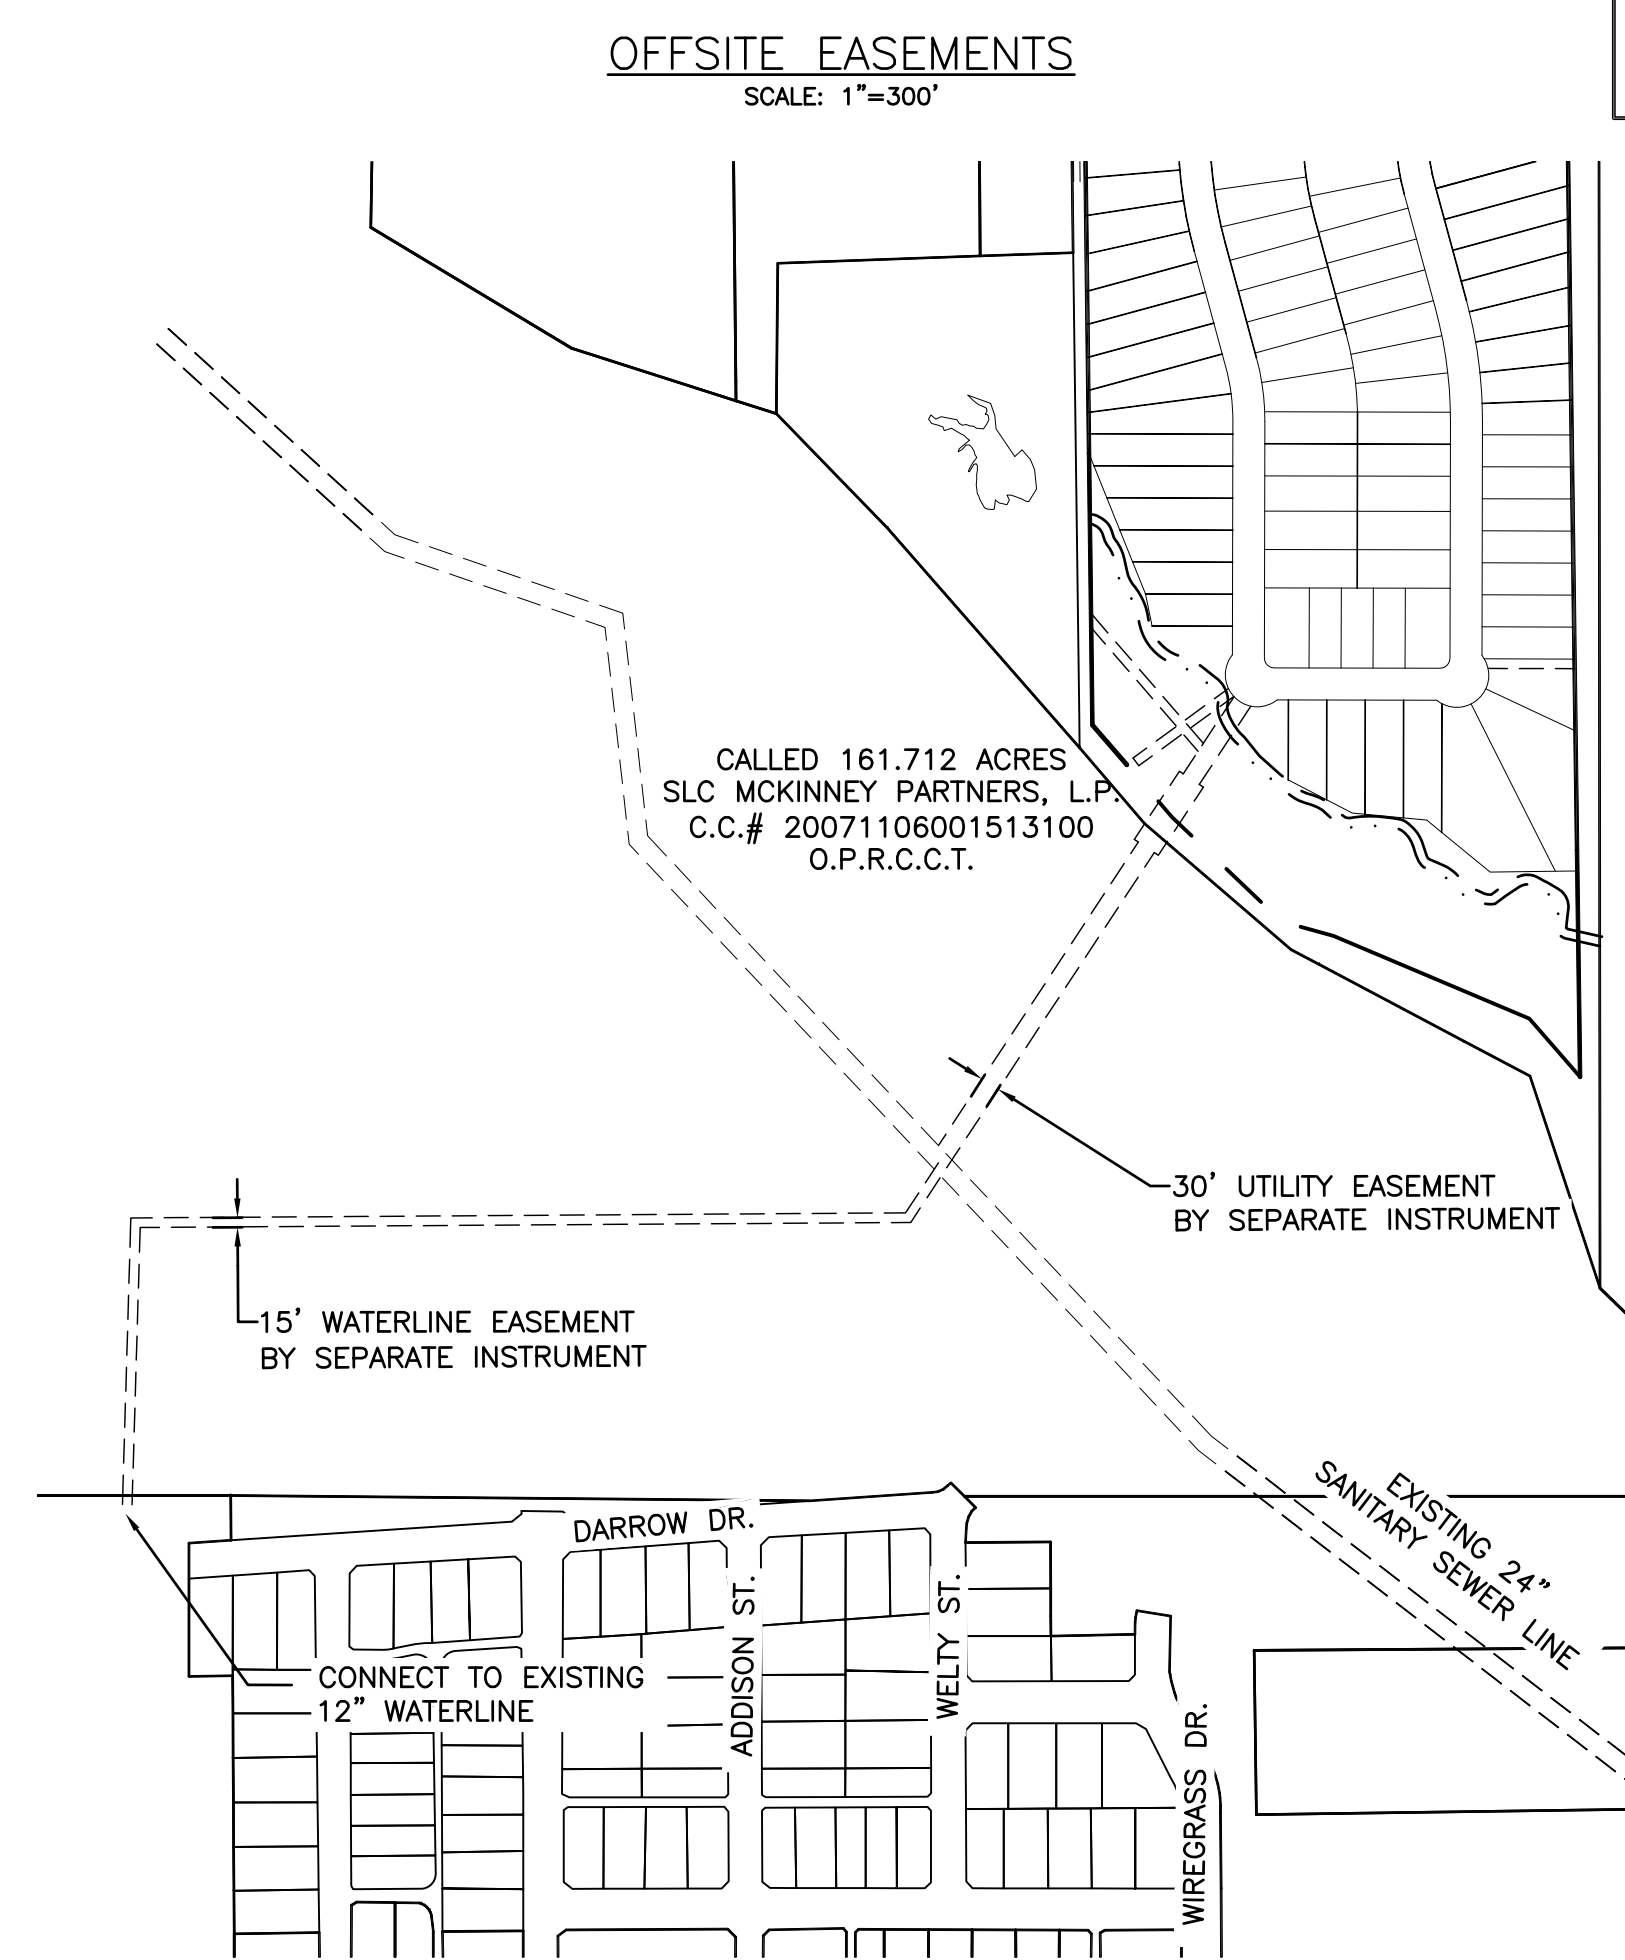 OFFSITE EASEMENTS
SCALE: 1"=300'
CALLED 161.712 ACRES
SLC MCKINNEY PARTNERS, L.P.
C.C.# 20071106001513100
O.P.R.C.C.T.
30' UTILITY EASEMENT
BY SEPARATE INSTRUMENT
15' WATERLINE EASEMENT
BY SEPARATE INSTRUMENT
EXISTING 24"
SANITARY SEWER LINE
DARROW DR.
ADDISON ST.
WELTY ST.
CONNECT TO EXISTING
12" WATERLINE
WIREGRASS DR.